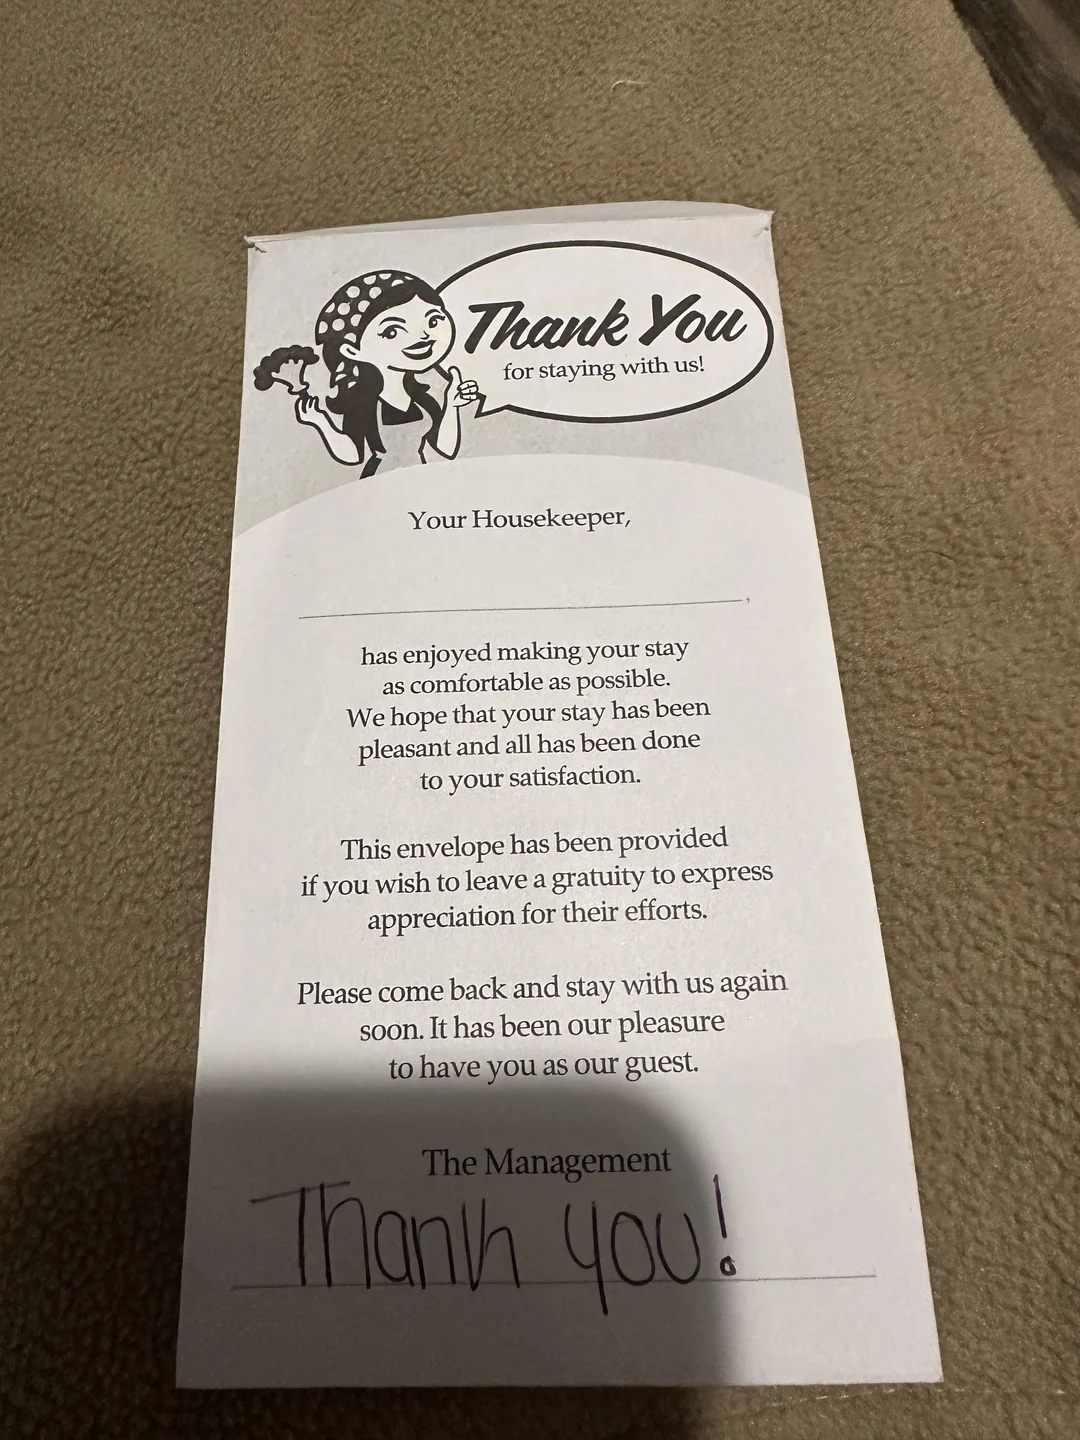 Thank You
for staying with us!
Your Housekeeper,
,
has enjoyed making your stay
as comfortable as possible.
We hope that your stay has been
pleasant and all has been done
to your satisfaction.
This envelope has been provided
if you wish to leave a gratuity to express
appreciation for their efforts.
Please come back and stay with us again
soon. It has been our pleasure
to have you as our guest.
The Management
Thank you!